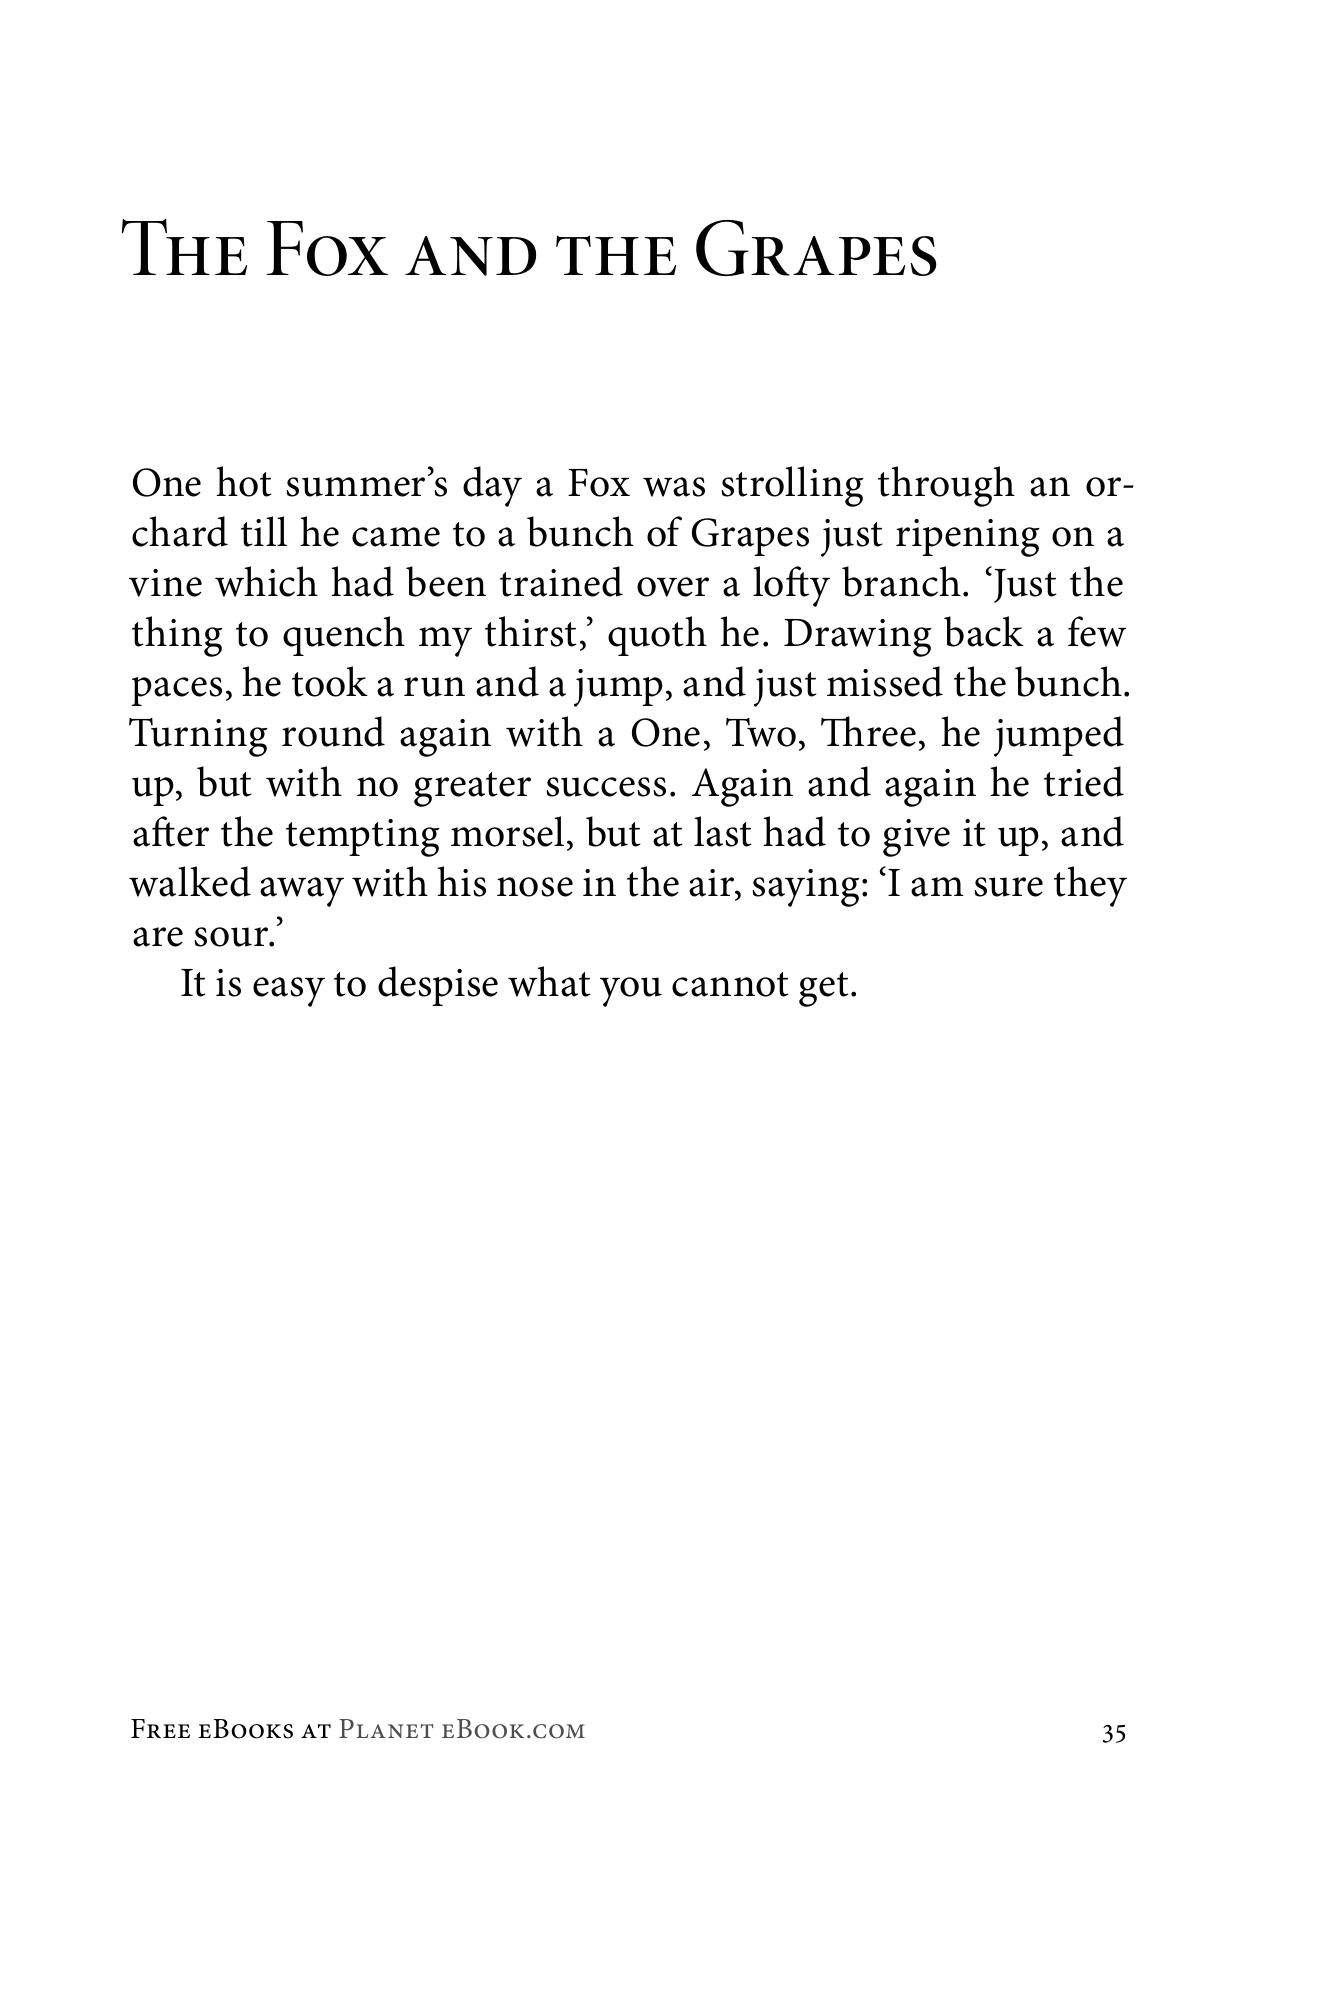 The Fox and the Grapes
One hot summer’s day a Fox was strolling through an or-
chard till he came to a bunch of Grapes just ripening on a
vine which had been trained over a lofty branch. ‘Just the
thing to quench my thirst,’ quoth he. Drawing back a few
paces, he took a run and a jump, and just missed the bunch.
Turning round again with a One, Two, Three, he jumped
up, but with no greater success. Again and again he tried
after the tempting morsel, but at last had to give it up, and
walked away with his nose in the air, saying: ‘I am sure they
are sour.’
It is easy to despise what you cannot get.
Free eBooks at Planet eBook.com 35